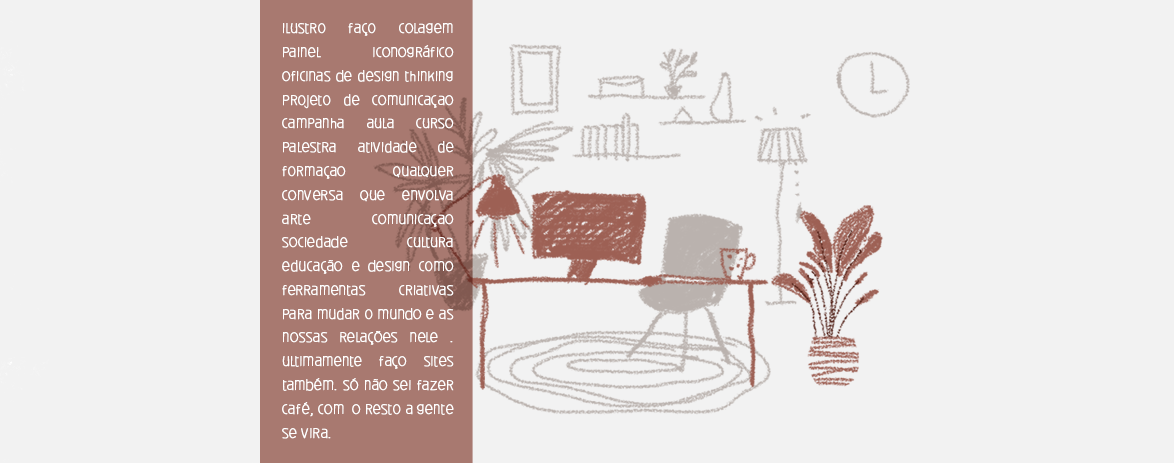 ilustro faço colagem
painel iconográfico
oficinas de design thinking
projeto de comunicação
campanha aula curso
palestra atividade de
formação qualquer
conversa que envolva
arte comunicação
sociedade cultura
educação e design como
ferramentas criativas
para mudar o mundo e as
nossas relações nele .
ultimamente faço sites
também. só não sei fazer
café, com o resto a gente
se vira.